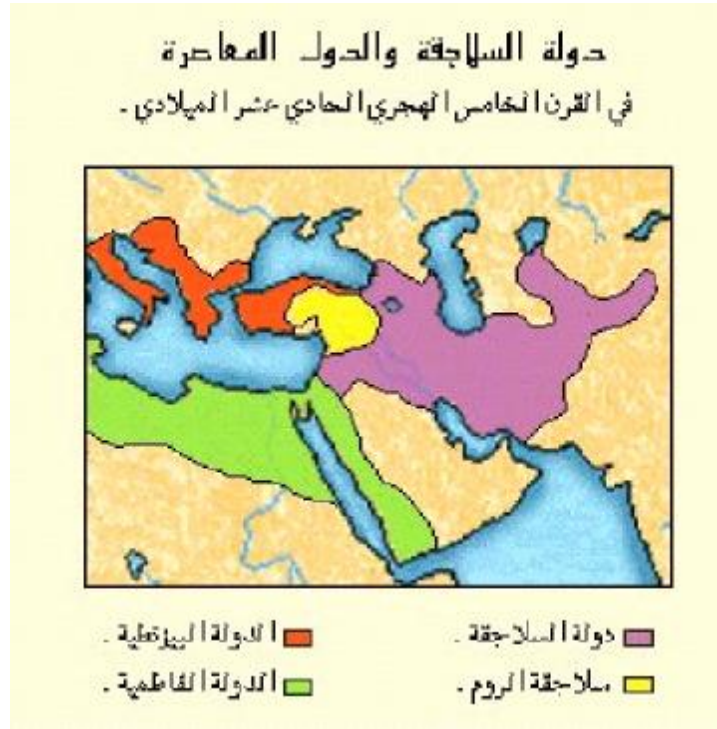 دولة السلاجقة والدول المعاصرة
في القرن الخامس الهجري الحادي عشر الميلادي .
دولة السلاجقة . الدولة البيزنطية .
سلاجقة الروم . الدولة الفاطمية .